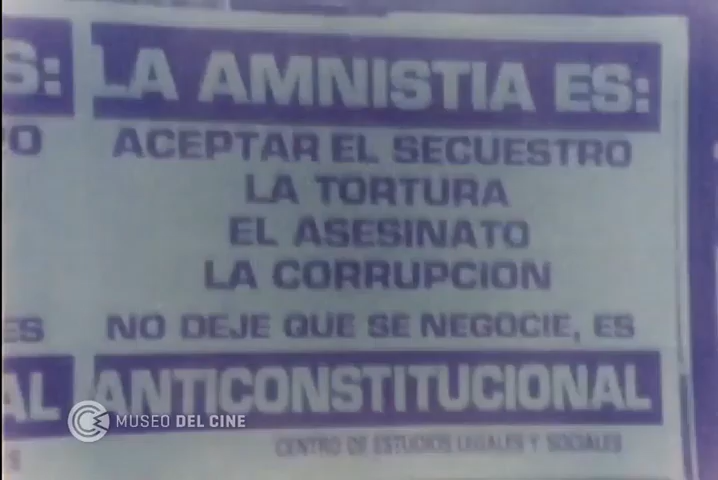 S: LA AMNISTIA ES:
ACEPTAR EL SECUESTRO
LA TORTURA
EL ASESINATO
LA CORRUPCION
ES NO DEJE QUE SE NEGOCIE, ES
AL ANTICONSTITUCIONAL
MUSEO DEL CINE
CENTRO DE ESTUDIOS LEGALES Y SOCIALES